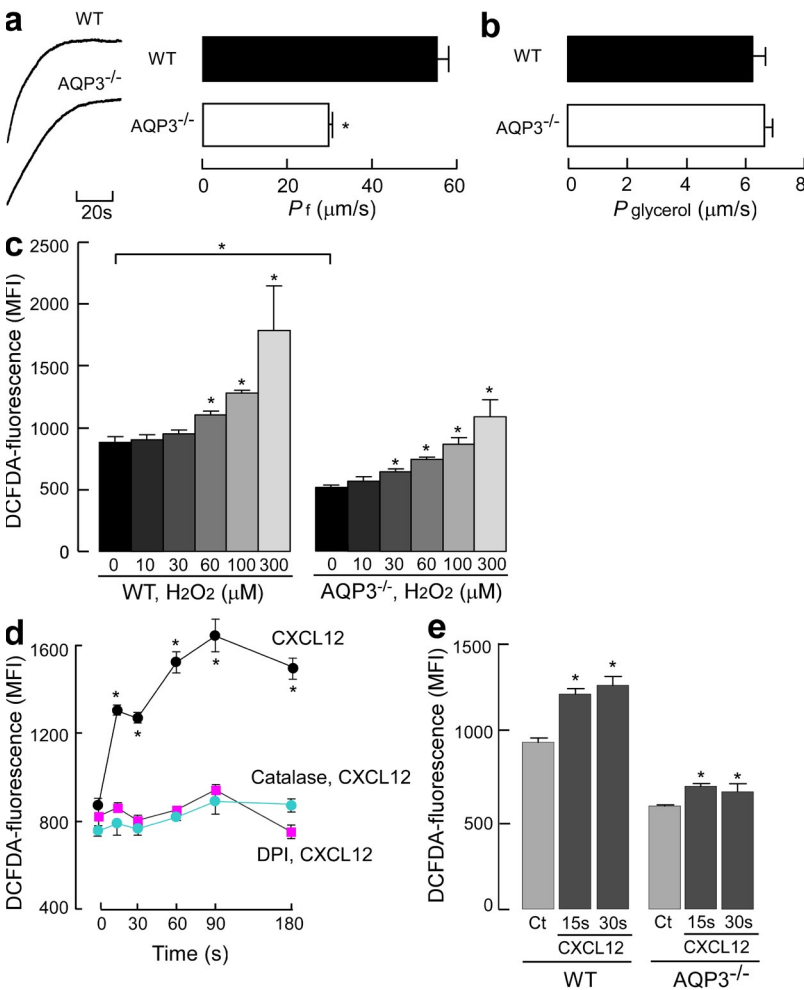 a
WT
AQP3-/-
20s
WT
AQP3-/-
*
0 20 40 60
Pf (μm/s)
b
WT
AQP3-/-
0 2 4 6 8
Pglycerol (μm/s)
c
DCFDA-fluorescence (MFI)
2500
2000
1500
1000
500
0
*
* * *
* * * *
0 10 30 60 100 300
WT, H2O2 (μM)
0 10 30 60 100 300
AQP3-/-, H2O2 (μM)
d
DCFDA-fluorescence (MFI)
1600
1200
800
400
CXCL12
* * * * *
Catalase, CXCL12
DPI, CXCL12
0 30 60 90 180
Time (s)
e
DCFDA-fluorescence (MFI)
1500
1000
500
0
* *
* *
Ct 15s 30s
CXCL12
WT
Ct 15s 30s
CXCL12
AQP3-/-